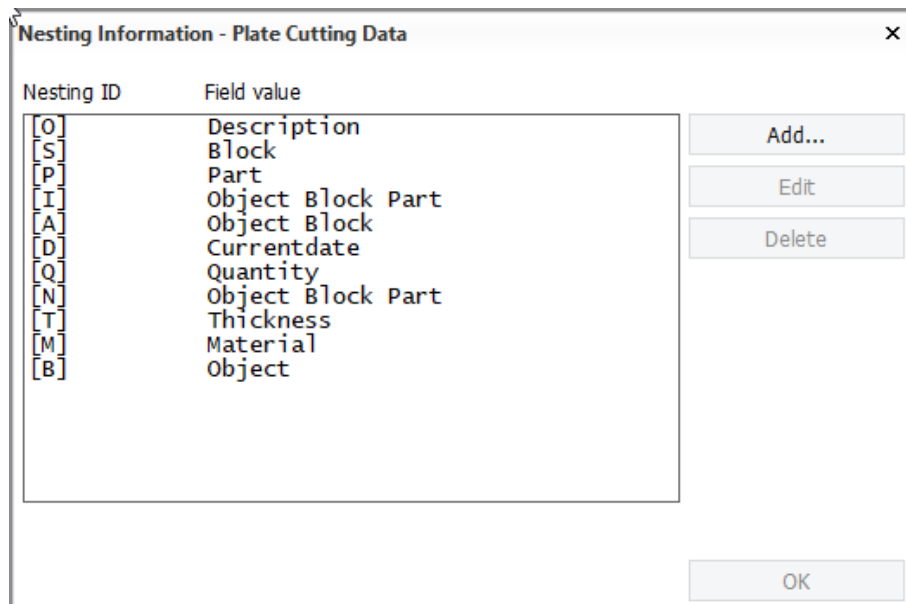 Nesting Information - Plate Cutting Data
Nesting ID Field value
[O] Description
[S] Block
[P] Part
[I] Object Block Part
[A] Object Block
[D] Currentdate
[Q] Quantity
[N] Object Block Part
[T] Thickness
[M] Material
[B] Object
Add...
Edit
Delete
OK